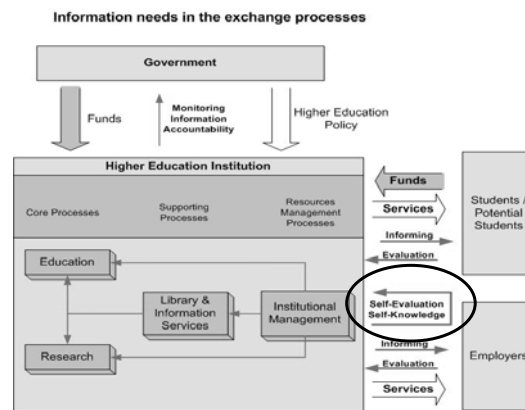 Information needs in the exchange processes
Government
Funds
Monitoring
Information
Accountability
Higher Education
Policy
Higher Education Institution
Core Processes
Supporting
Processes
Resources
Management
Processes
Education
Library &
Information
Services
Institutional
Management
Research
Funds
Services
Informing
Evaluation
Self-Evaluation
Self-Knowledge
Informing
Evaluation
Services
Students /
Potential
Students
Employers